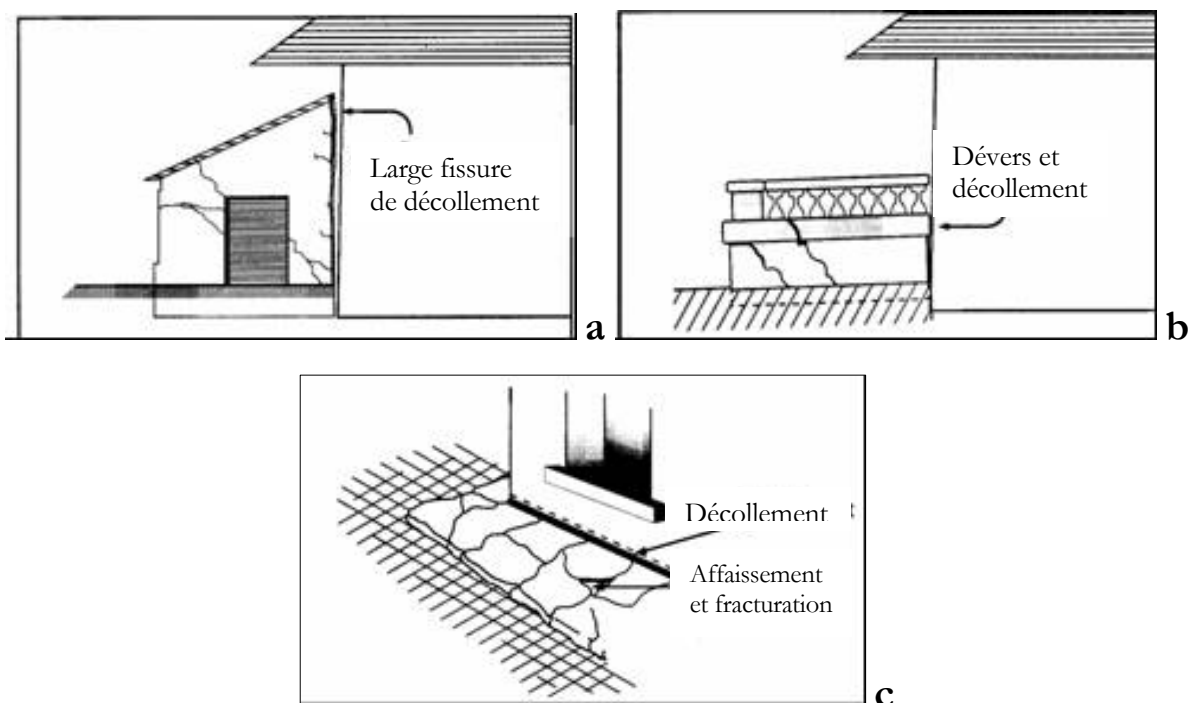 Large fissure
de décollement
a
Dévers et
décollement
b
Décollement
Affaissement
et fracturation
c